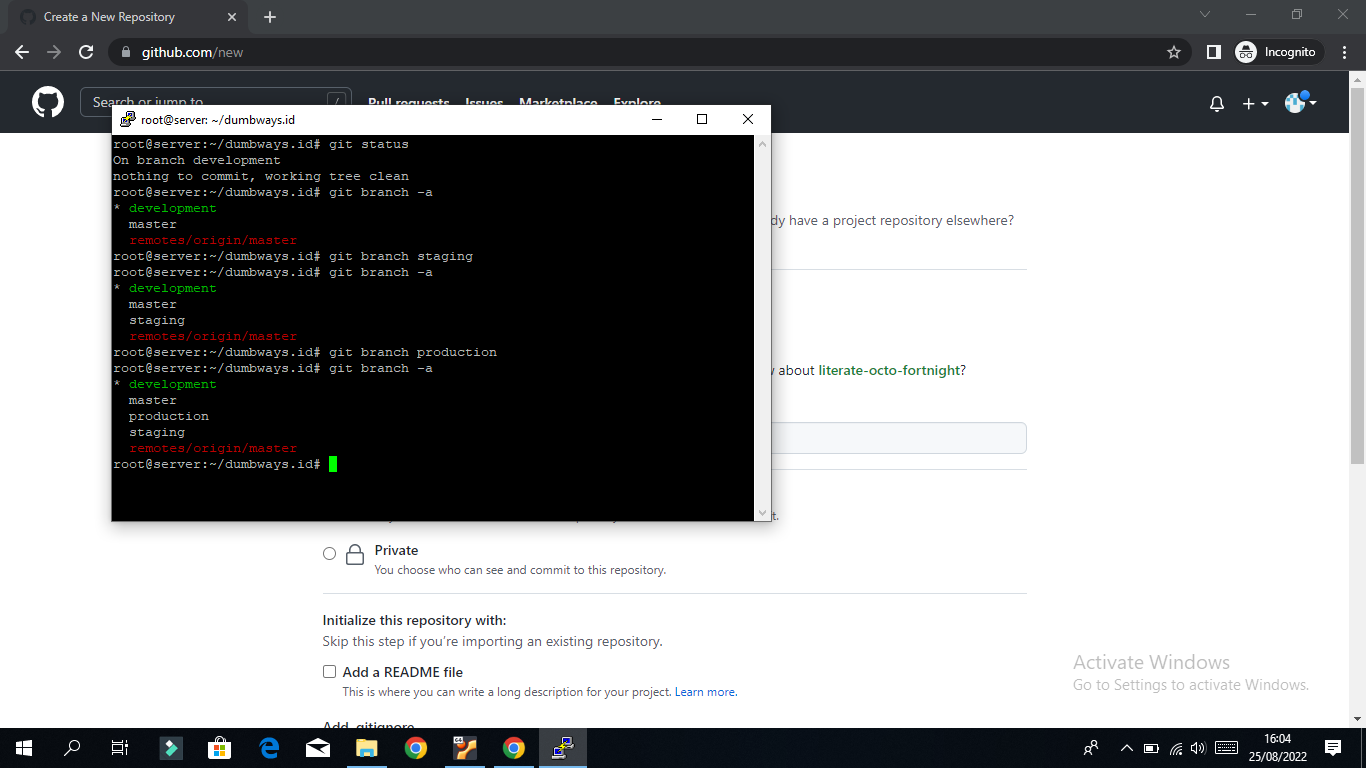 Create a New Repository
github.com/new
Incognito
Search or jump to
/
Pull requests Issues Marketplace Explore
root@server: ~/dumbways.id
root@server:~/dumbways.id# git status
On branch development
nothing to commit, working tree clean
root@server:~/dumbways.id# git branch -a
* development
master
remotes/origin/master
root@server:~/dumbways.id# git branch staging
root@server:~/dumbways.id# git branch -a
* development
master
staging
remotes/origin/master
root@server:~/dumbways.id# git branch production
root@server:~/dumbways.id# git branch -a
* development
master
production
staging
remotes/origin/master
root@server:~/dumbways.id#
dy have a project repository elsewhere?
about literate-octo-fortnight?
t.
Private
You choose who can see and commit to this repository.
Initialize this repository with:
Skip this step if you're importing an existing repository.
Add a README file
This is where you can write a long description for your project. Learn more.
Add .gitignore
Activate Windows
Go to Settings to activate Windows.
64
16:04
25/08/2022